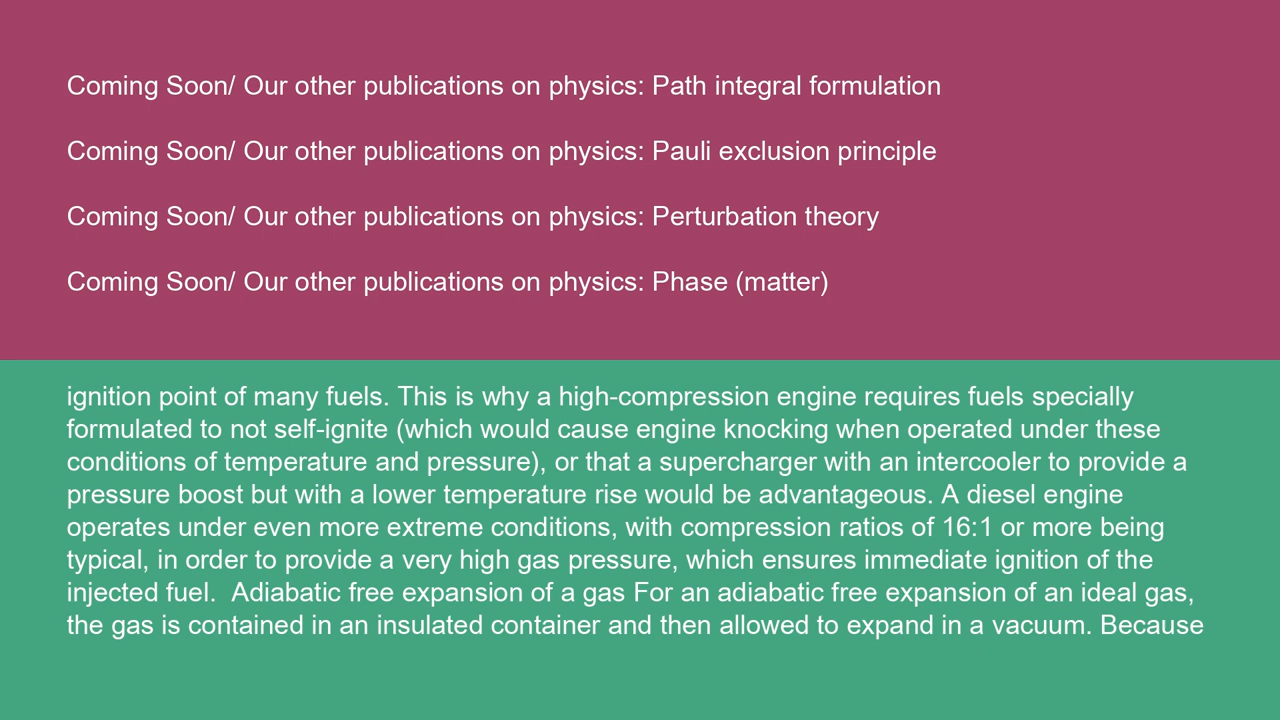 Coming Soon/ Our other publications on physics: Path integral formulation
Coming Soon/ Our other publications on physics: Pauli exclusion principle
Coming Soon/ Our other publications on physics: Perturbation theory
Coming Soon/ Our other publications on physics: Phase (matter)
ignition point of many fuels. This is why a high-compression engine requires fuels specially
formulated to not self-ignite (which would cause engine knocking when operated under these
conditions of temperature and pressure), or that a supercharger with an intercooler to provide a
pressure boost but with a lower temperature rise would be advantageous. A diesel engine
operates under even more extreme conditions, with compression ratios of 16:1 or more being
typical, in order to provide a very high gas pressure, which ensures immediate ignition of the
injected fuel.  Adiabatic free expansion of a gas For an adiabatic free expansion of an ideal gas,
the gas is contained in an insulated container and then allowed to expand in a vacuum. Because